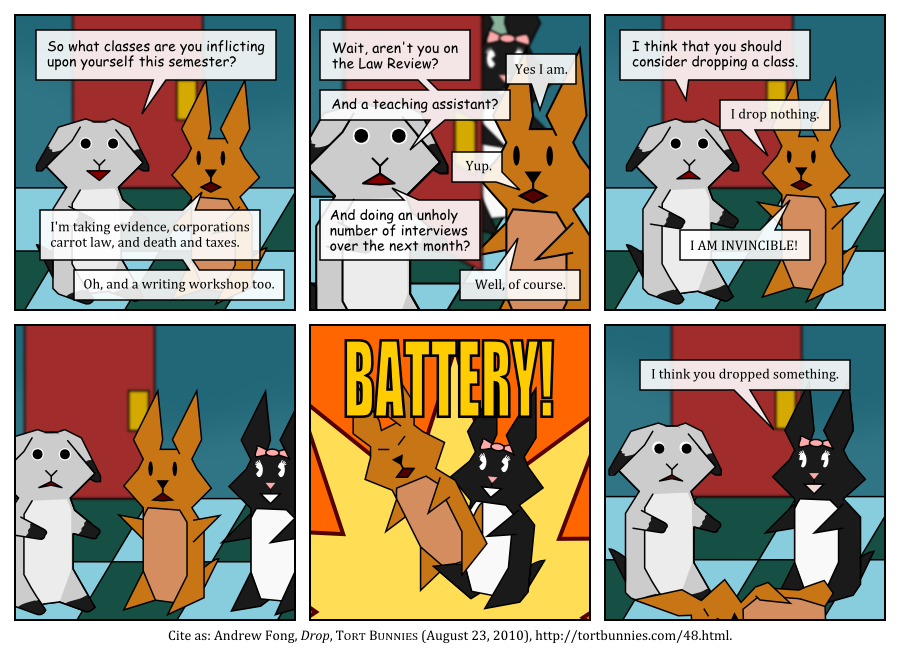 So what classes are you inflicting
upon yourself this semester?
I'm taking evidence, corporations
carrot law, and death and taxes.
Oh, and a writing workshop too.
Wait, aren't you on
the Law Review?
Yes I am.
And a teaching assistant?
Yup.
And doing an unholy
number of interviews
over the next month?
Well, of course.
I think that you should
consider dropping a class.
I drop nothing.
I AM INVINCIBLE!
BATTERY!
I think you dropped something.
Cite as: Andrew Fong, Drop, TORT BUNNIES (August 23, 2010), http://tortbunnies.com/48.html.